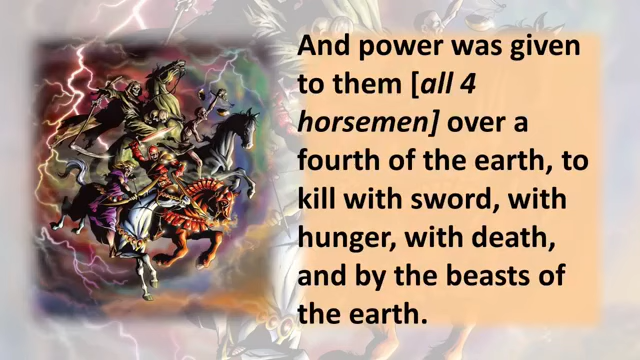 And power was given
to them [all 4
horsemen] over a
fourth of the earth, to
kill with sword, with
hunger, with death,
and by the beasts of
the earth.